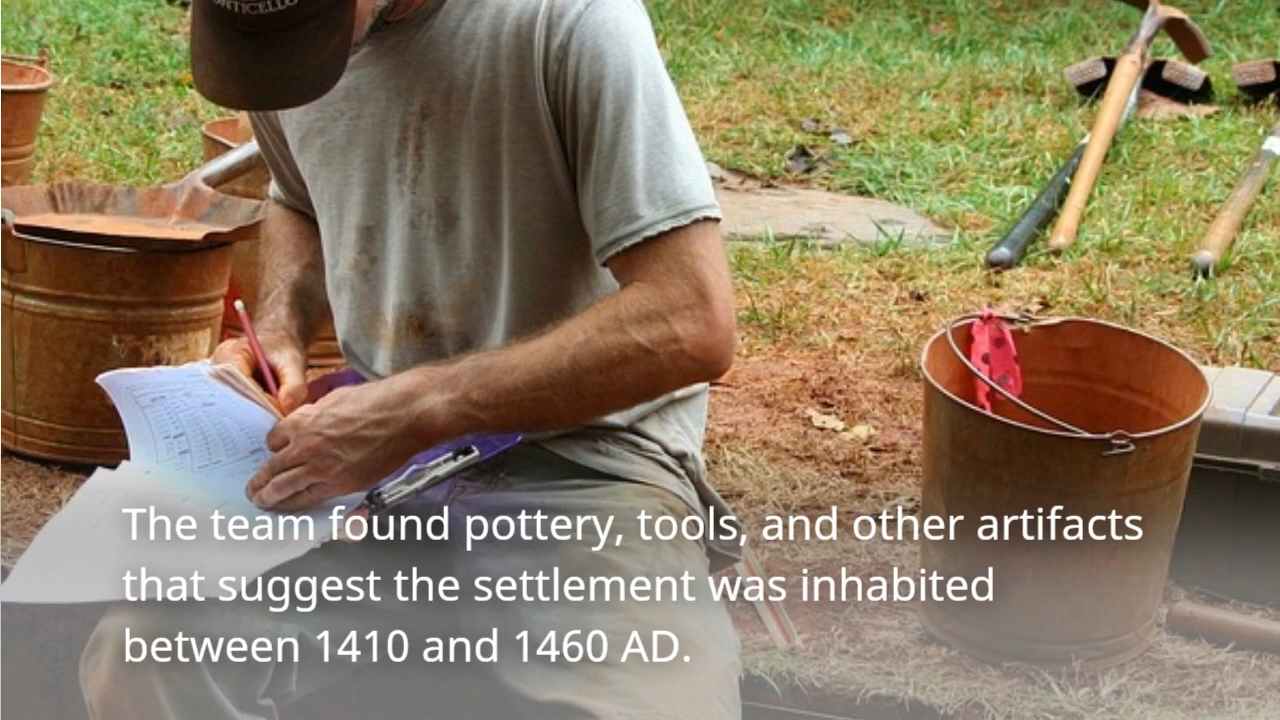 The team found pottery, tools, and other artifacts
that suggest the settlement was inhabited
between 1410 and 1460 AD.